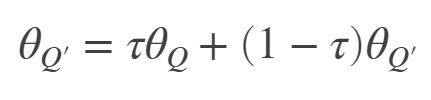 θ_{Q′} = τθ_Q + (1 − τ)θ_{Q′}